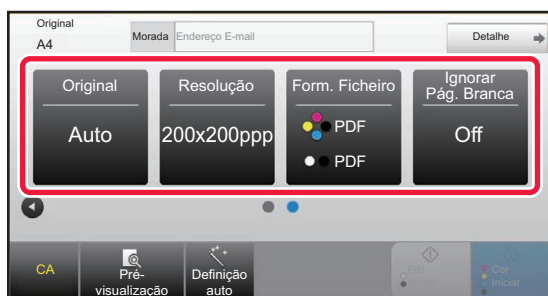 Original
A4
Morada Endereço E-mail
Detalhe
Original
Auto
Resolução
200x200ppp
Form. Ficheiro
PDF
PDF
Ignorar
Pág. Branca
Off
CA
Pré-
visualização
Definição
auto
P/B
Iniciar
Cor
Iniciar